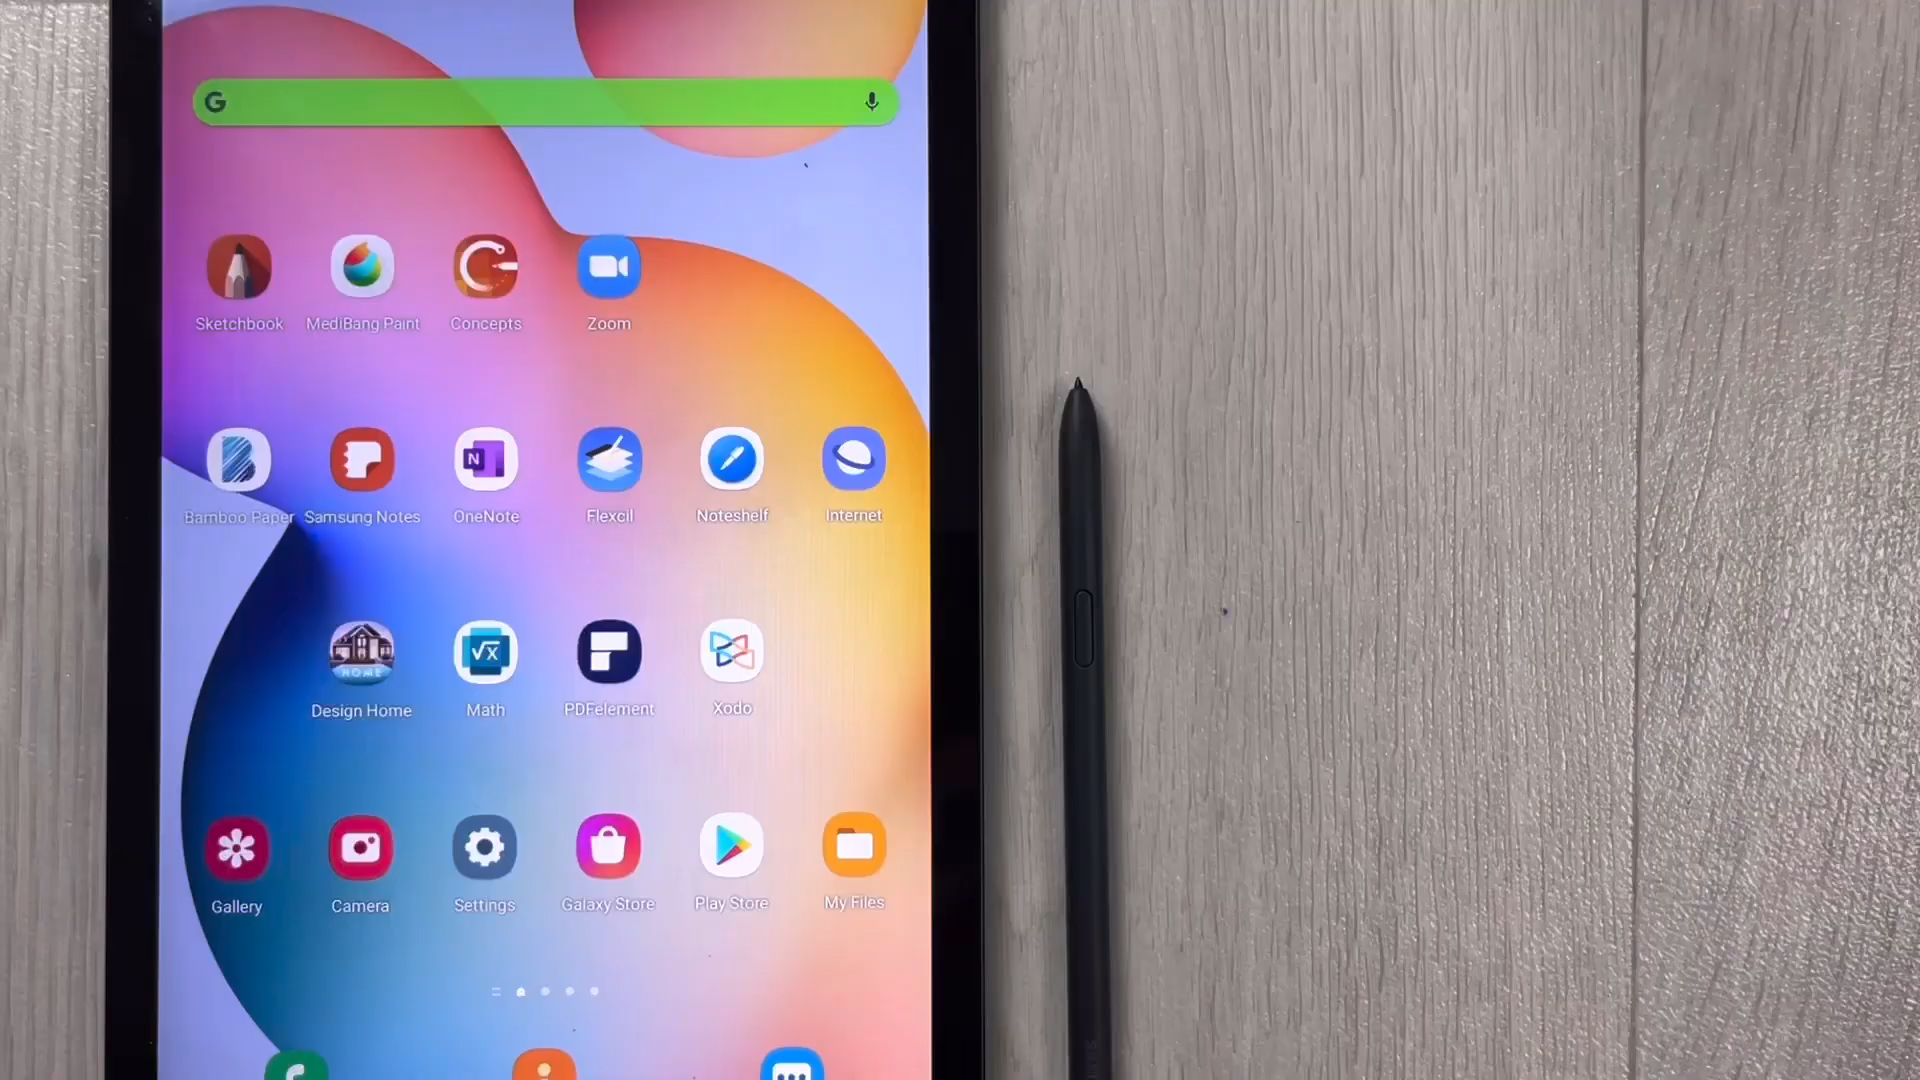 G
Sketchbook MediBang Paint Concepts Zoom
Bamboo Paper Samsung Notes OneNote Flexcil Noteshelf Internet
N
HOME
√x
Design Home Math PDFelement Xodo
Gallery Camera Settings Galaxy Store Play Store My Files